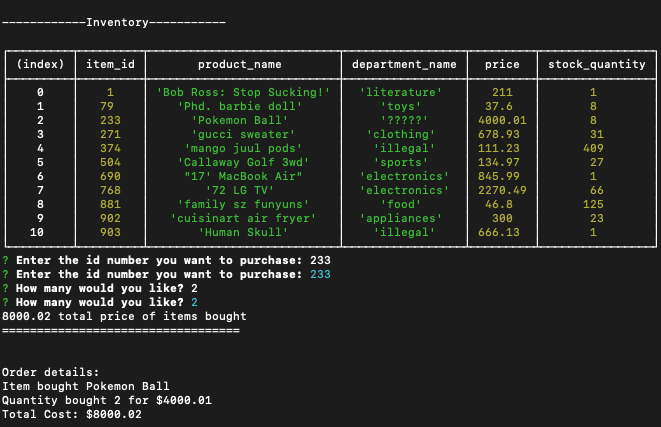 ------------Inventory-----------
(index) item_id product_name department_name price stock_quantity
0 1 'Bob Ross: Stop Sucking!' 'literature' 211 1
1 79 'Phd. barbie doll' 'toys' 37.6 8
2 233 'Pokemon Ball' '?????' 4000.01 8
3 271 'gucci sweater' 'clothing' 678.93 31
4 374 'mango juul pods' 'illegal' 111.23 409
5 504 'Callaway Golf 3wd' 'sports' 134.97 27
6 690 "17' MacBook Air" 'electronics' 845.99 1
7 768 '72 LG TV' 'electronics' 2270.49 66
8 881 'family sz funyuns' 'food' 46.8 125
9 902 'cuisinart air fryer' 'appliances' 300 23
10 903 'Human Skull' 'illegal' 666.13 1
? Enter the id number you want to purchase: 233
? Enter the id number you want to purchase: 233
? How many would you like? 2
? How many would you like? 2
8000.02 total price of items bought
==================================
Order details:
Item bought Pokemon Ball
Quantity bought 2 for $4000.01
Total Cost: $8000.02